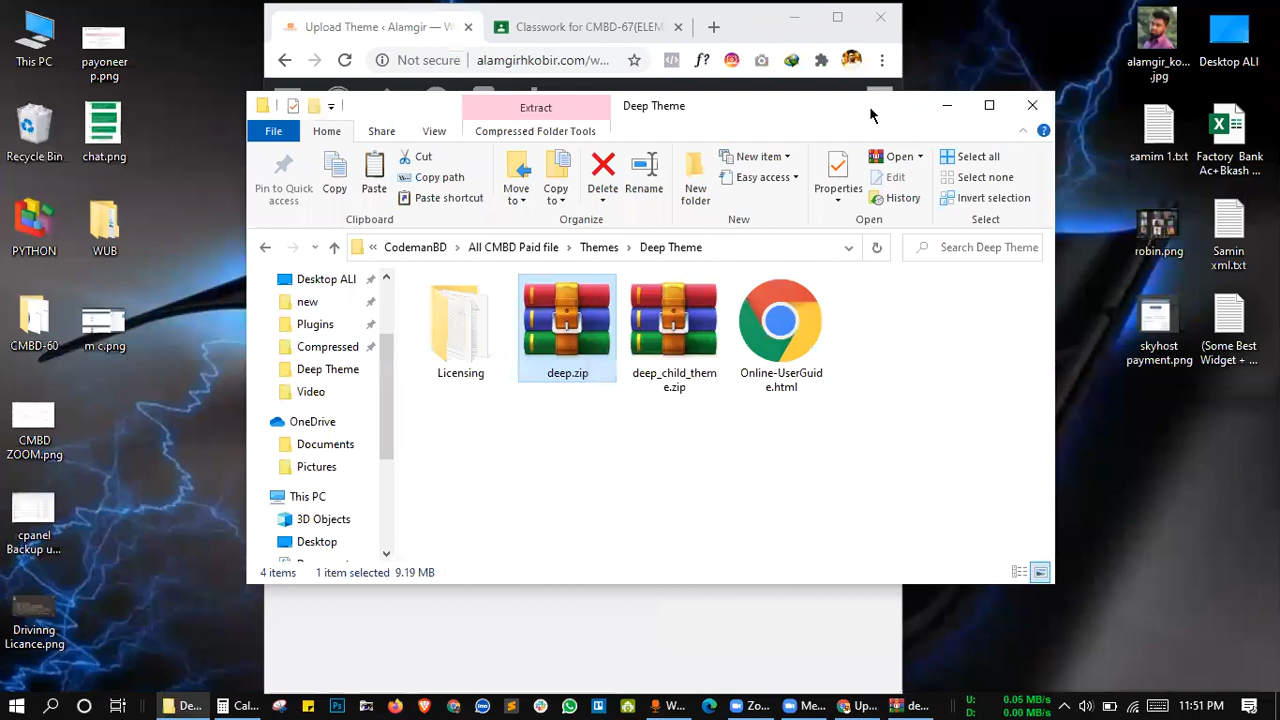 This PC
payoneer
p.png
Recycle Bin
chat.png
PYTHON
WUB
CMBD-60
m c.png
CMBD
ZOOM.png
cpanel
Backup u...
Drivinng
Licance.png
Upload Theme ‹ Alamgir — W
Classwork for CMBD-67(ELEM
Not secure
alamgirhkobir.com/w...
f?
Extract
Deep Theme
File
Home
Share
View
Compressed Folder Tools
Pin to Quick
access
Copy
Paste
Cut
Copy path
Paste shortcut
Move
to
Copy
to
Delete
Rename
New
folder
New item
Easy access
Properties
Open
Edit
History
Select all
Select none
Invert selection
Clipboard
Organize
New
Open
Select
« CodemanBD > All CMBD Paid file > Themes > Deep Theme
Search Deep Theme
Desktop ALI
new
Plugins
Compressed
Deep Theme
Video
OneDrive
Documents
Pictures
This PC
3D Objects
Desktop
Licensing
deep.zip
deep_child_them
e.zip
Online-UserGuid
e.html
4 items
1 item selected 9.19 MB
alamgir_ko...
.jpg
Desktop ALI
samim 1.txt
Factory Bank
Ac+Bkash ...
robin.png
Samin
xml.txt
skyhost
payment.png
(Some Best
Widget + ...
De...
Cal...
Ps
W...
Zo...
Me...
Up...
de...
U: 0.05 MB/s
D: 0.00 MB/s
11:51 PM